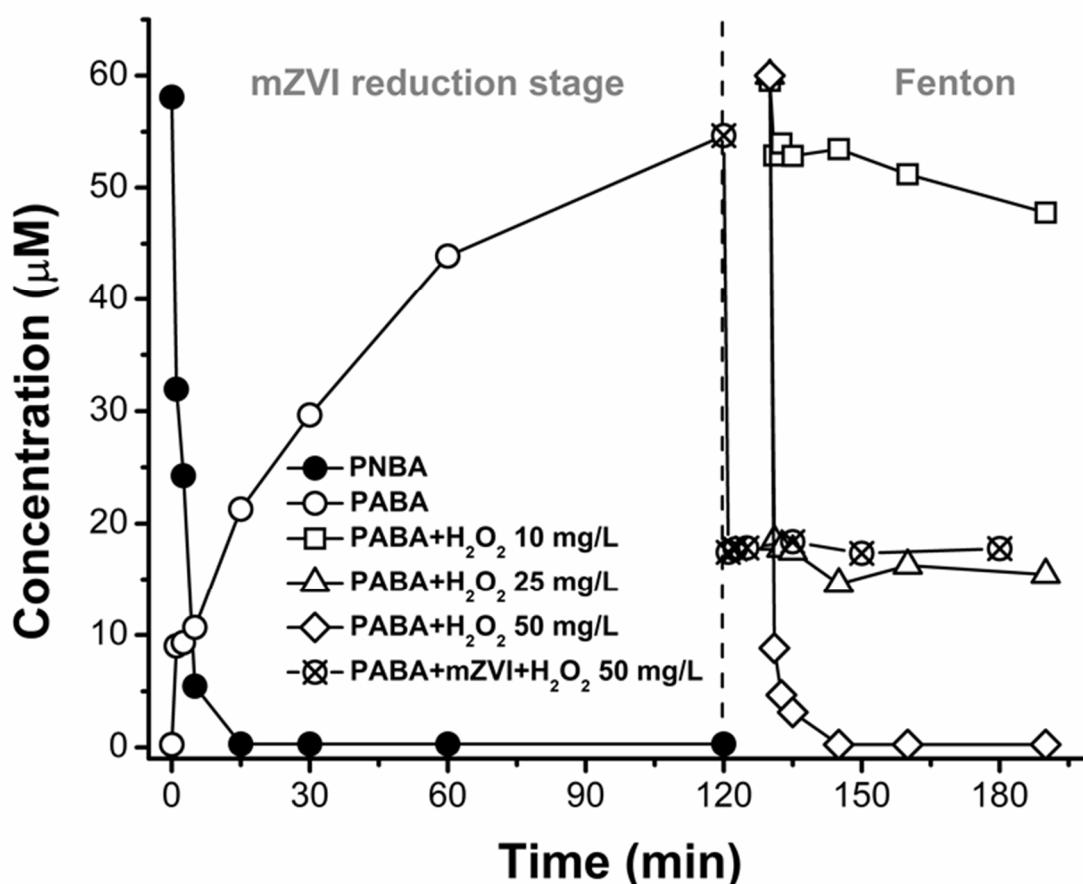 mZVI reduction stage
Fenton
Concentration (μM)
60
50
40
30
20
10
0
PNBA
PABA
PABA+H₂O₂ 10 mg/L
PABA+H₂O₂ 25 mg/L
PABA+H₂O₂ 50 mg/L
PABA+mZVI+H₂O₂ 50 mg/L
0 30 60 90 120 150 180
Time (min)